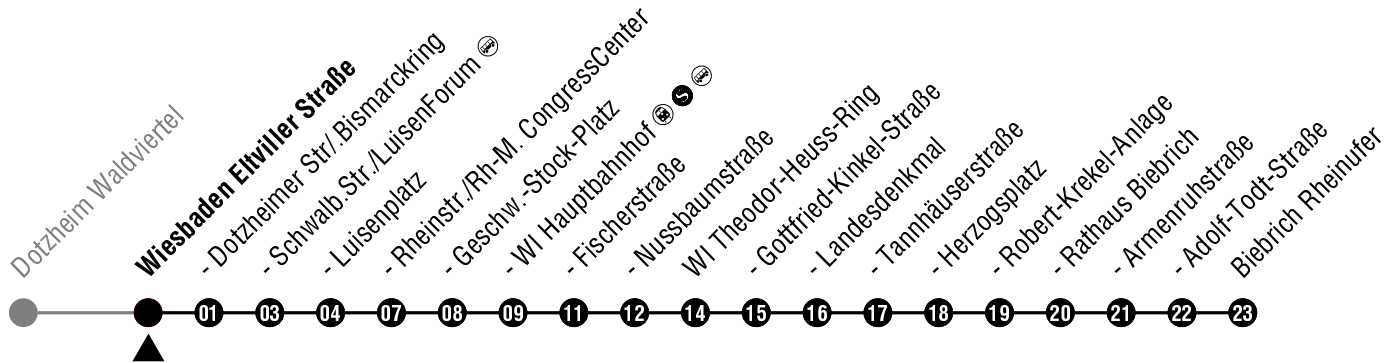 Dotzheim Waldviertel
Wiesbaden Eltviller Straße
- Dotzheimer Str/.Bismarckring
- Schwalb.Str./LuisenForum
- Luisenplatz
- Rheinstr./Rh-M. CongressCenter
- Geschw.-Stock-Platz
- WI Hauptbahnhof S
- Fischerstraße
- Nussbaumstraße
WI Theodor-Heuss-Ring
- Gottfried-Kinkel-Straße
- Landesdenkmal
- Tannhäuserstraße
- Herzogsplatz
- Robert-Krekel-Anlage
- Rathaus Biebrich
- Armenruhstraße
- Adolf-Todt-Straße
Biebrich Rheinufer
01 03 04 07 08 09 11 12 14 15 16 17 18 19 20 21 22 23